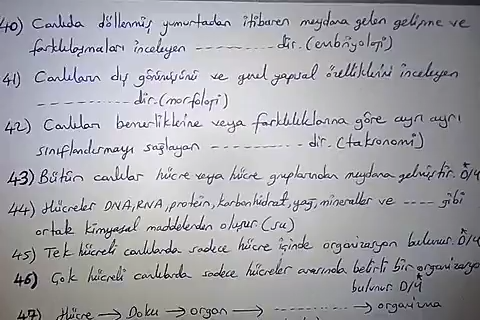 40) Canlıda döllenmiş yumurtadan itibaren meydana gelen gelişme ve
farklılaşmaları inceleyen ---------- dir. (embriyoloji)
41) Canlıların dış görünüşünü ve genel yapısal özelliklerini inceleyen
------------ dir. (morfoloji)
42) Canlıları benzerliklerine veya farklılıklarına göre ayrı ayrı
sınıflandırmayı sağlayan ------------ dir. (taksonomi)
43) Bütün canlılar hücre veya hücre gruplarından meydana gelmiştir. D/Y
44) Hücreler DNA, RNA, protein, karbonhidrat, yağ, mineraller ve ---- gibi
ortak kimyasal maddelerden oluşur (su)
45) Tek hücreli canlılarda sadece hücre içinde organizasyon bulunur. D/Y
46) Çok hücreli canlılarda sadece hücreler arasında belirli bir organizasyo
bulunur D/Y
47) Hücre → Doku → organ → ---------- → organizma